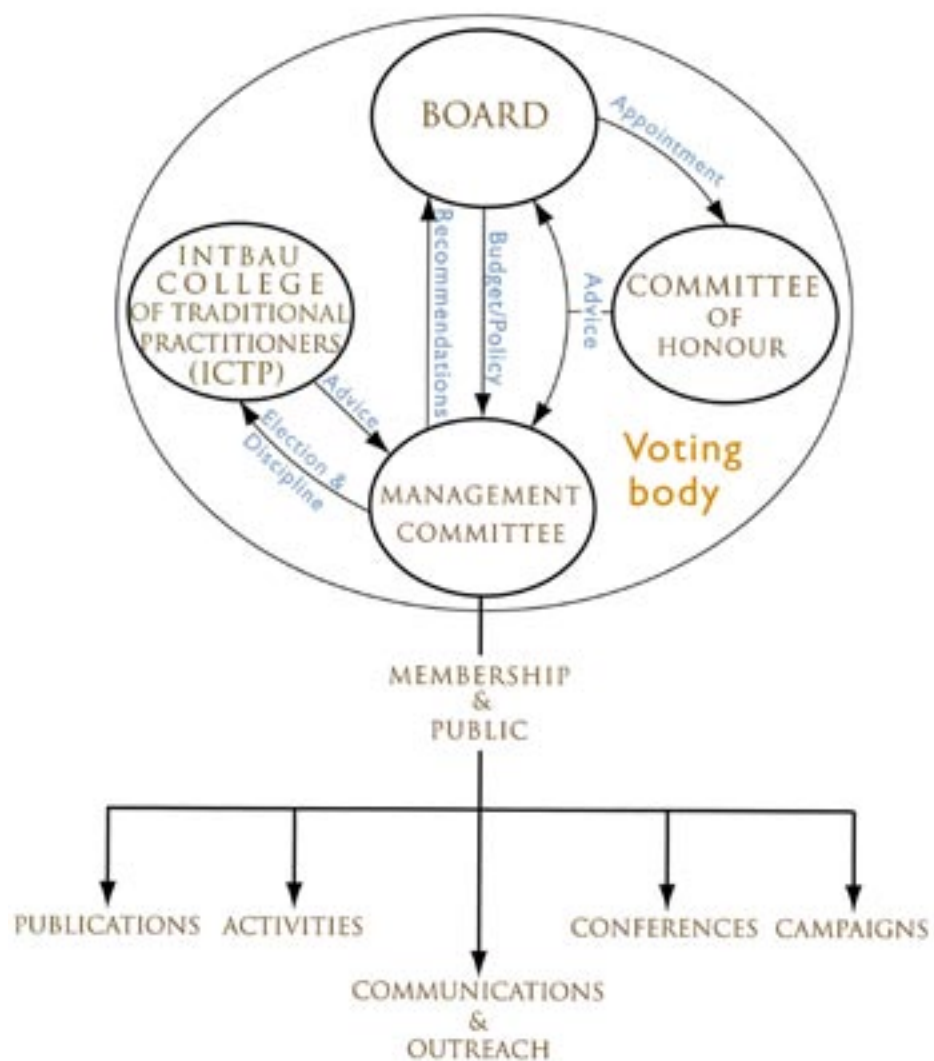 BOARD
Appointment
INTBAU
COLLEGE
OF TRADITIONAL
PRACTITIONERS
(ICTP)
Recommendations
Budget/Policy
Advice
COMMITTEE
OF
HONOUR
Advice
Election &
Discipline
Voting
body
MANAGEMENT
COMMITTEE
MEMBERSHIP
&
PUBLIC
PUBLICATIONS
ACTIVITIES
CONFERENCES
CAMPAIGNS
COMMUNICATIONS
&
OUTREACH